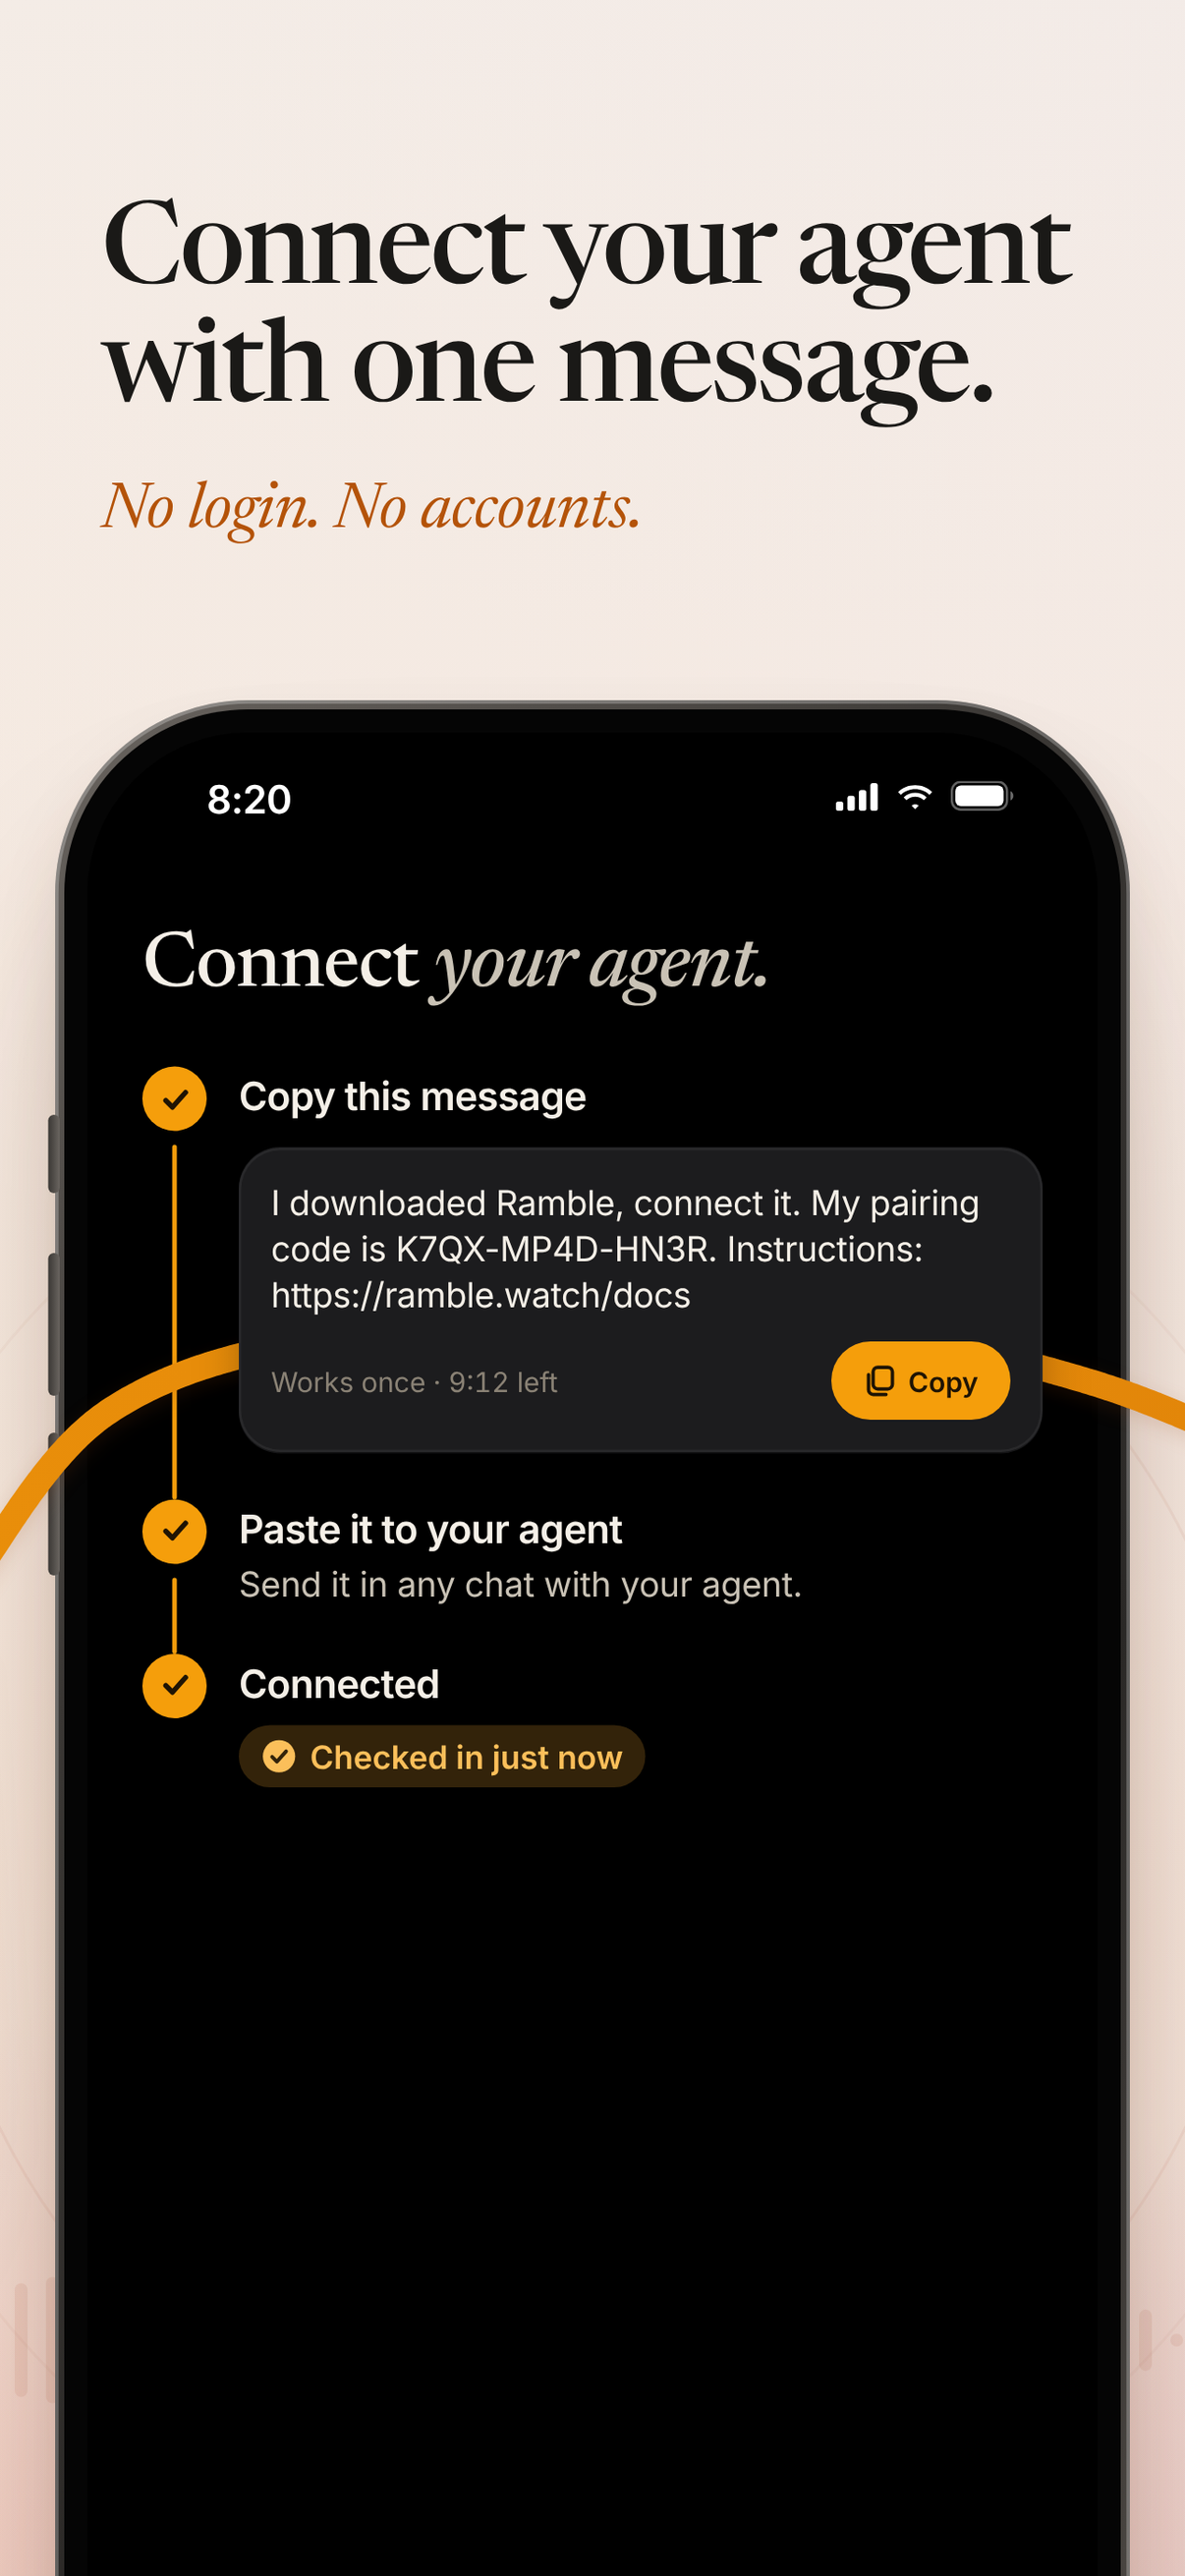 Connect your agent
with one message.
No login. No accounts.
8:20
Connect your agent.
Copy this message
I downloaded Ramble, connect it. My pairing
code is K7QX-MP4D-HN3R. Instructions:
https://ramble.watch/docs
Works once · 9:12 left
Copy
Paste it to your agent
Send it in any chat with your agent.
Connected
Checked in just now